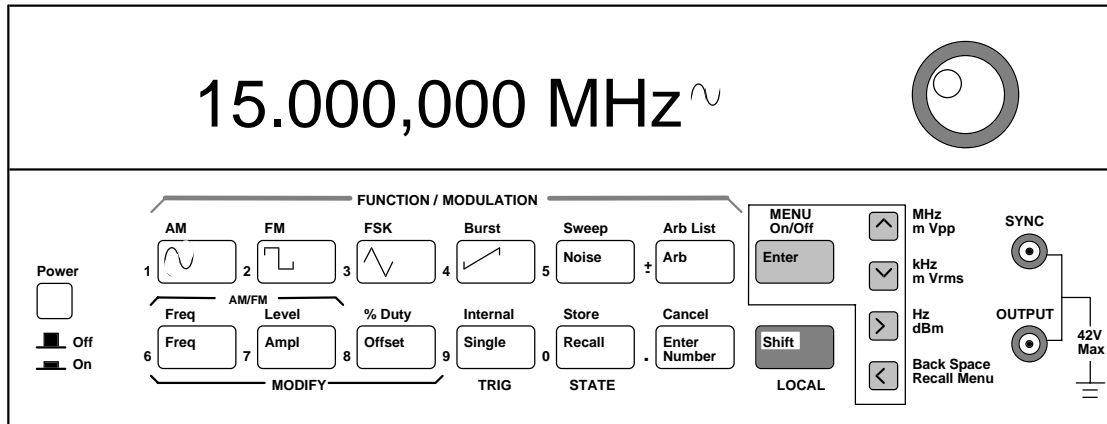 15.000,000 MHz
FUNCTION / MODULATION
AM FM FSK Burst Sweep Arb List
MENU
On/Off
1 2 3 4 5 Noise ± Arb Enter
MHz
m Vpp
kHz
m Vrms
SYNC
Power
Off
On
AM/FM
Freq Level % Duty Internal Store Cancel
6 Freq 7 Ampl 8 Offset 9 Single 0 Recall . Enter
Number
Shift
MODIFY TRIG STATE LOCAL
Hz
dBm
Back Space
Recall Menu
OUTPUT
42V
Max